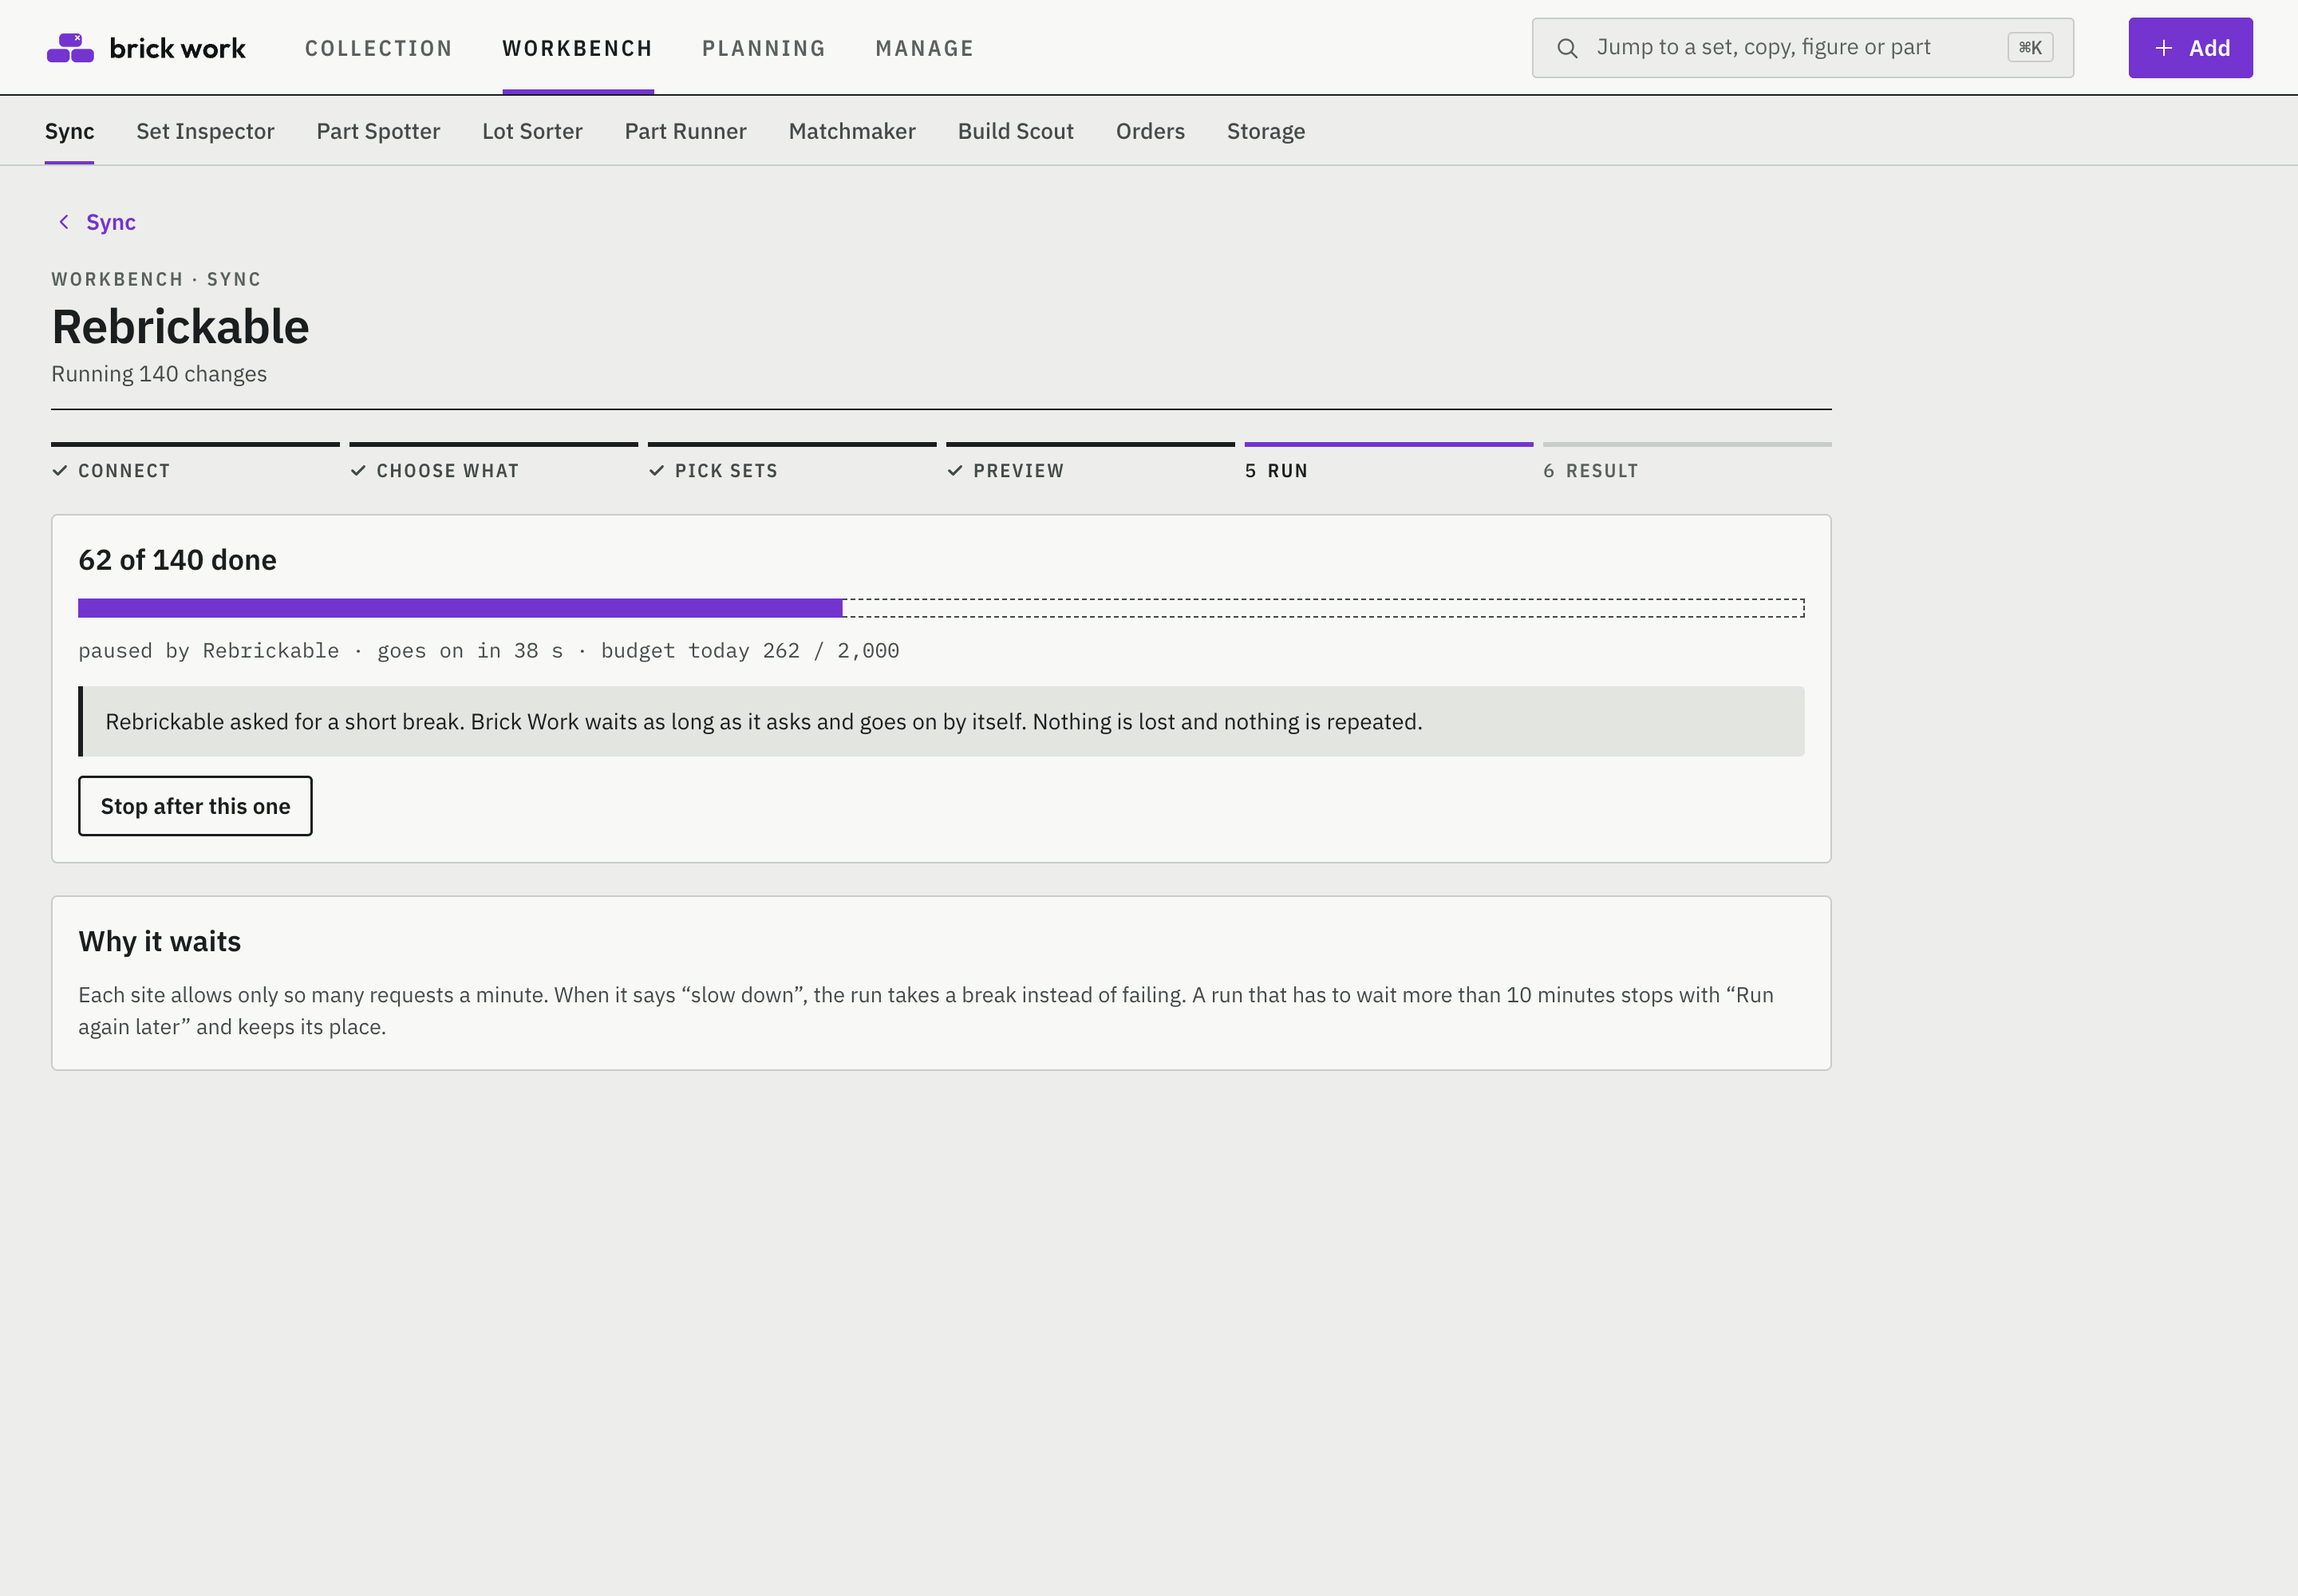 brick work
COLLECTION
WORKBENCH
PLANNING
MANAGE
Jump to a set, copy, figure or part
⌘K
+ Add
Sync
Set Inspector
Part Spotter
Lot Sorter
Part Runner
Matchmaker
Build Scout
Orders
Storage
Sync
WORKBENCH · SYNC
Rebrickable
Running 140 changes
CONNECT
CHOOSE WHAT
PICK SETS
PREVIEW
5 RUN
6 RESULT
62 of 140 done
paused by Rebrickable · goes on in 38 s · budget today 262 / 2,000
Rebrickable asked for a short break. Brick Work waits as long as it asks and goes on by itself. Nothing is lost and nothing is repeated.
Stop after this one
Why it waits
Each site allows only so many requests a minute. When it says “slow down”, the run takes a break instead of failing. A run that has to wait more than 10 minutes stops with “Run
again later” and keeps its place.